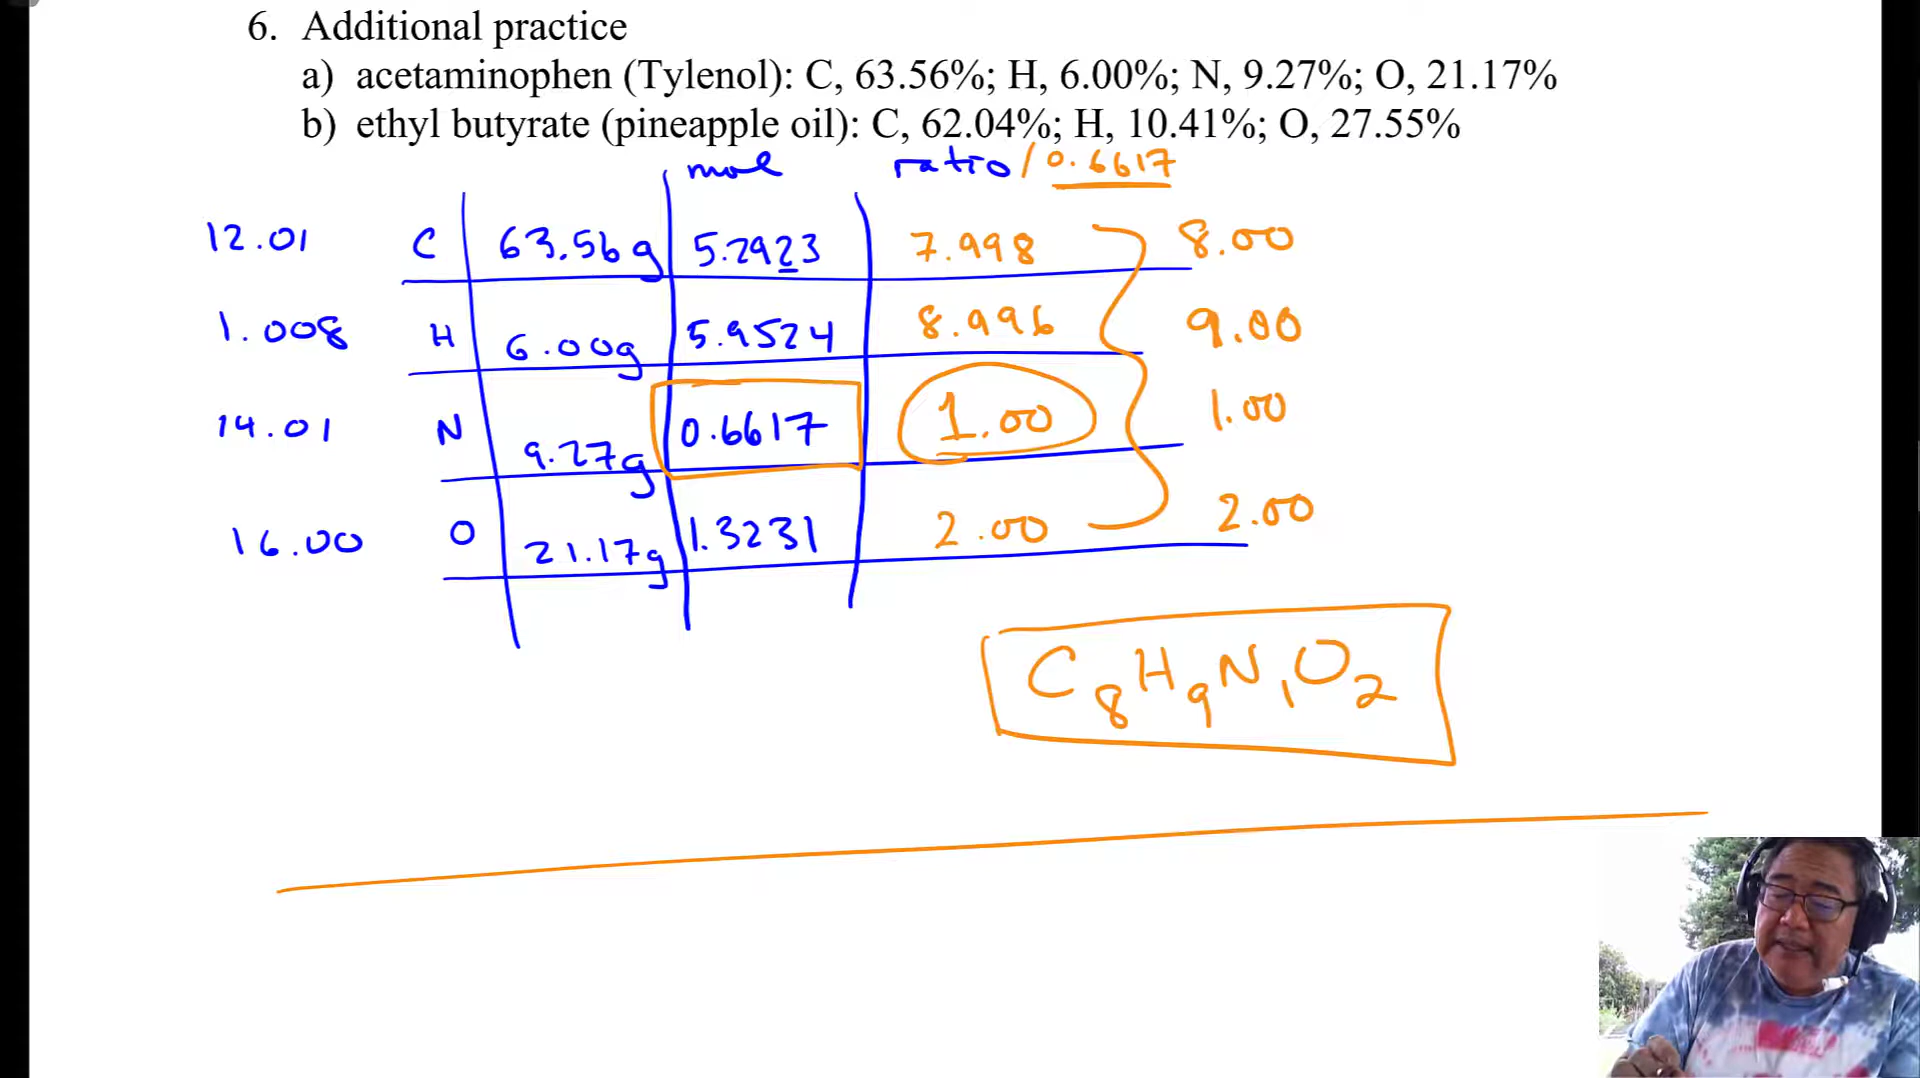 6. Additional practice
a) acetaminophen (Tylenol): C, 63.56%; H, 6.00%; N, 9.27%; O, 21.17%
b) ethyl butyrate (pineapple oil): C, 62.04%; H, 10.41%; O, 27.55%
mol ratio / 0.6617
12.01 C 63.56g 5.2923 7.998 8.00
1.008 H 6.00g 5.9524 8.996 9.00
14.01 N 9.27g 0.6617 1.00 1.00
16.00 O 21.17g 1.3231 2.00 2.00
C8H9N1O2